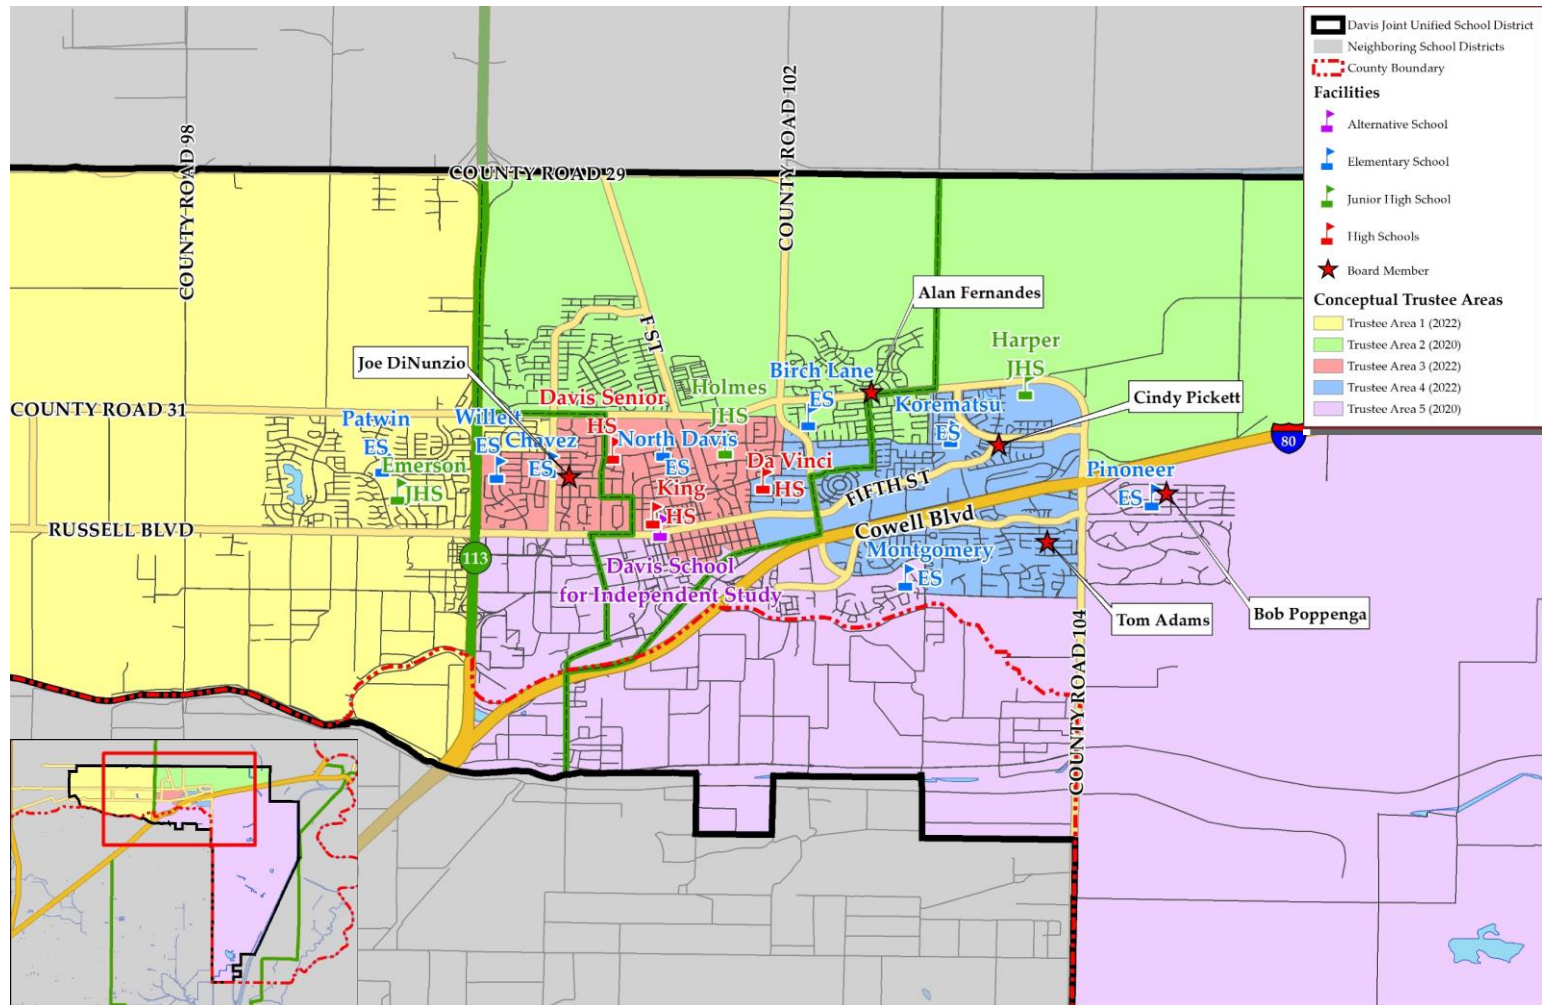 Davis Joint Unified School District
Neighboring School Districts
County Boundary
Facilities
Alternative School
Elementary School
Junior High School
High Schools
Board Member
Conceptual Trustee Areas
Trustee Area 1 (2022)
Trustee Area 2 (2020)
Trustee Area 3 (2022)
Trustee Area 4 (2022)
Trustee Area 5 (2020)
COUNTY ROAD 98
COUNTY ROAD 29
COUNTY ROAD 102
Alan Fernandes
F ST
Harper
JHS
Joe DiNunzio
Birch Lane
ES
Holmes
JHS
Cindy Pickett
COUNTY ROAD 31
Davis Senior
HS
Korematsu
ES
Patwin
ES
Willett
ES
Chavez
ES
North Davis
ES
80
Emerson
JHS
Da Vinci
HS
Pinoneer
ES
King
HS
FIFTH ST
RUSSELL BLVD
Cowell Blvd
113
Montgomery
ES
Davis School
for Independent Study
Tom Adams
Bob Poppenga
COUNTY ROAD 104